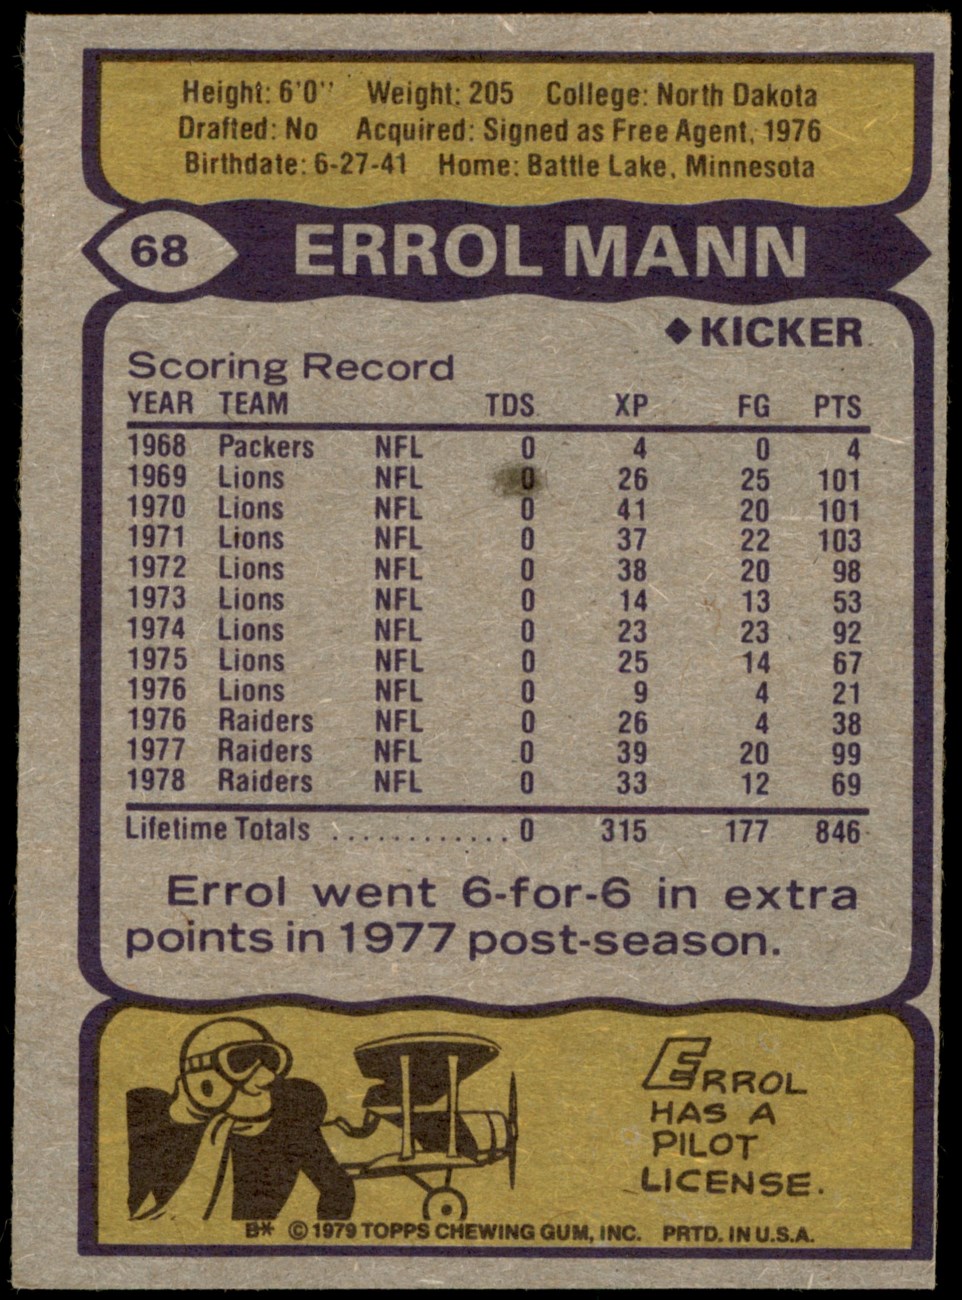 Height: 6'0" Weight: 205 College: North Dakota
Drafted: No Acquired: Signed as Free Agent, 1976
Birthdate: 6-27-41 Home: Battle Lake, Minnesota
68 ERROL MANN
◆KICKER
Scoring Record
YEAR TEAM TDS XP FG PTS
1968 Packers NFL 0 4 0 4
1969 Lions NFL 0 26 25 101
1970 Lions NFL 0 41 20 101
1971 Lions NFL 0 37 22 103
1972 Lions NFL 0 38 20 98
1973 Lions NFL 0 14 13 53
1974 Lions NFL 0 23 23 92
1975 Lions NFL 0 25 14 67
1976 Lions NFL 0 9 4 21
1976 Raiders NFL 0 26 4 38
1977 Raiders NFL 0 39 20 99
1978 Raiders NFL 0 33 12 69
Lifetime Totals ............. 0 315 177 846
Errol went 6-for-6 in extra
points in 1977 post-season.
ERROL
HAS A
PILOT
LICENSE.
B* © 1979 TOPPS CHEWING GUM, INC. PRTD. IN U.S.A.